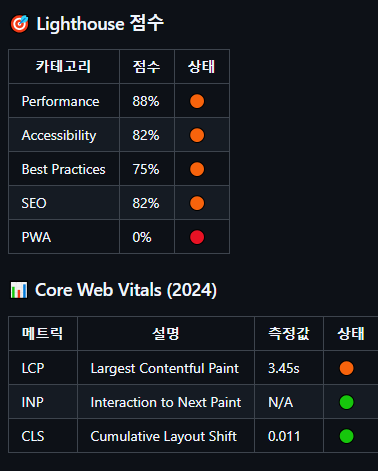 🎯 Lighthouse 점수
카테고리 점수 상태
Performance 88% 🟠
Accessibility 82% 🟠
Best Practices 75% 🟠
SEO 82% 🟠
PWA 0% 🔴
📊 Core Web Vitals (2024)
메트릭 설명 측정값 상태
LCP Largest Contentful Paint 3.45s 🟠
INP Interaction to Next Paint N/A 🟢
CLS Cumulative Layout Shift 0.011 🟢